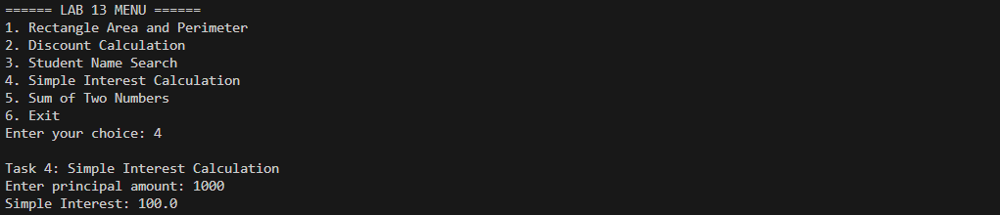 ====== LAB 13 MENU ======
1. Rectangle Area and Perimeter
2. Discount Calculation
3. Student Name Search
4. Simple Interest Calculation
5. Sum of Two Numbers
6. Exit
Enter your choice: 4
Task 4: Simple Interest Calculation
Enter principal amount: 1000
Simple Interest: 100.0